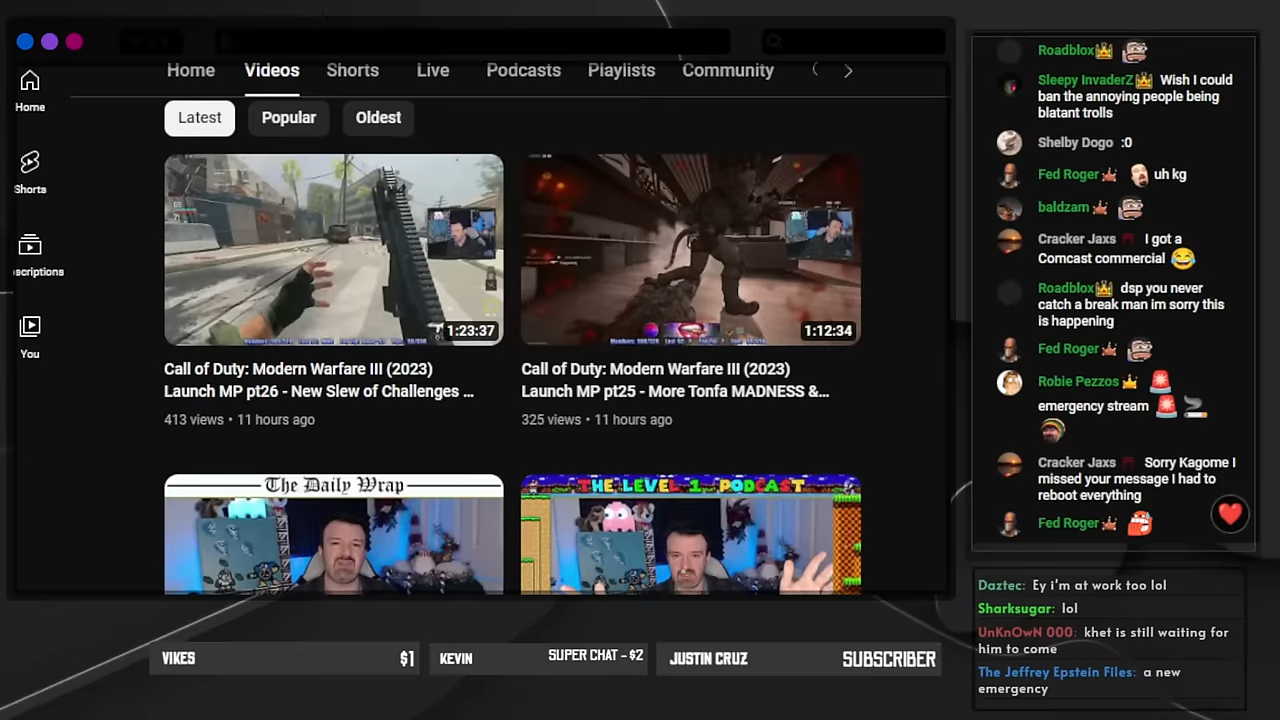 Home
Videos
Shorts
Live
Podcasts
Playlists
Community
Latest
Popular
Oldest
Home
Shorts
scriptions
You
1:23:37
1:12:34
Call of Duty: Modern Warfare III (2023)
Launch MP pt26 - New Slew of Challenges ...
413 views • 11 hours ago
Call of Duty: Modern Warfare III (2023)
Launch MP pt25 - More Tonfa MADNESS &...
325 views • 11 hours ago
The Daily Wrap
THE LEVEL 1 PODCAST
VIKES $1
KEVIN SUPER CHAT - $2
JUSTIN CRUZ SUBSCRIBER
Roadblox
Sleepy InvaderZ Wish I could
ban the annoying people being
blatant trolls
Shelby Dogo :0
Fed Roger uh kg
baldzam
Cracker Jaxs I got a
Comcast commercial 😂
Roadblox dsp you never
catch a break man im sorry this
is happening
Fed Roger
Robie Pezzos 🚨
emergency stream 🚨 🚬
Cracker Jaxs Sorry Kagome I
missed your message I had to
reboot everything
Fed Roger
Daztec: Ey i'm at work too lol
Sharksugar: lol
UnKnOwN 000: khet is still waiting for
him to come
The Jeffrey Epstein Files: a new
emergency